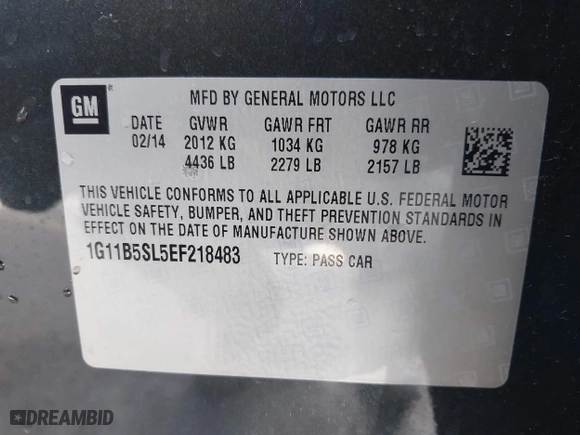 GM
MFD BY GENERAL MOTORS LLC
DATE GVWR GAWR FRT GAWR RR
02/14 2012 KG 1034 KG 978 KG
4436 LB 2279 LB 2157 LB
THIS VEHICLE CONFORMS TO ALL APPLICABLE U.S. FEDERAL MOTOR
VEHICLE SAFETY, BUMPER, AND THEFT PREVENTION STANDARDS
IN EFFECT ON THE DATE OF MANUFACTURE SHOWN ABOVE.
1G11B5SL5EF218483 TYPE: PASS CAR
DREAMBID